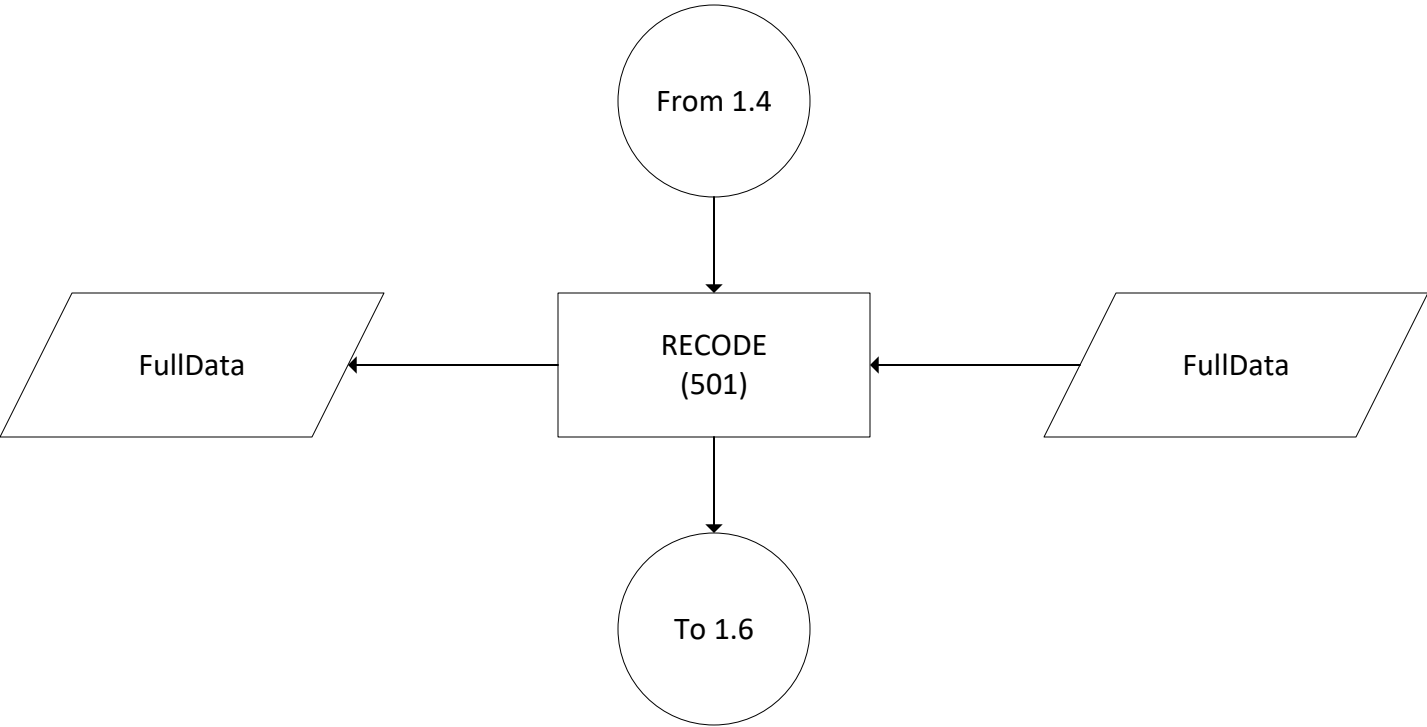 From 1.4
FullData
RECODE
(501)
FullData
To 1.6